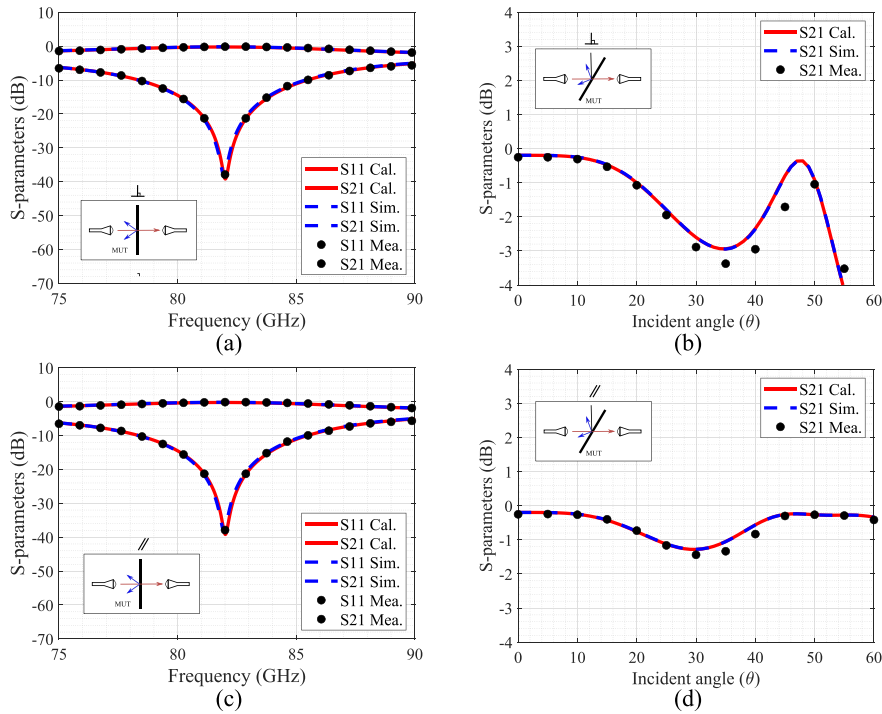 10
0
-10
-20
-30
-40
-50
-60
-70
S-parameters (dB)
S11 Cal.
S21 Cal.
S11 Sim.
S21 Sim.
S11 Mea.
S21 Mea.
MUT
75
80
85
90
Frequency (GHz)
(a)
4
3
2
1
0
-1
-2
-3
-4
S-parameters (dB)
S21 Cal.
S21 Sim.
S21 Mea.
MUT
0
10
20
30
40
50
60
Incident angle (θ)
(b)
10
0
-10
-20
-30
-40
-50
-60
-70
S-parameters (dB)
S11 Cal.
S21 Cal.
S11 Sim.
S21 Sim.
S11 Mea.
S21 Mea.
//
MUT
75
80
85
90
Frequency (GHz)
(c)
4
3
2
1
0
-1
-2
-3
-4
S-parameters (dB)
S21 Cal.
S21 Sim.
S21 Mea.
//
MUT
0
10
20
30
40
50
60
Incident angle (θ)
(d)